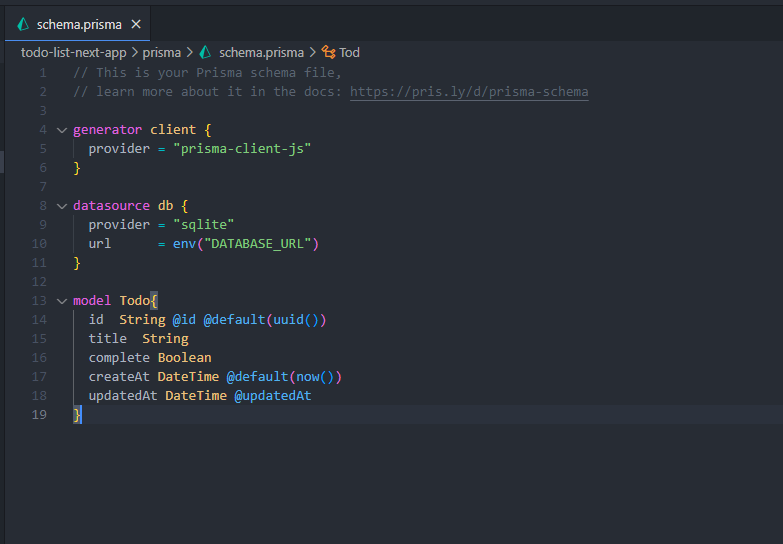 schema.prisma
todo-list-next-app > prisma > schema.prisma > Tod
1 // This is your Prisma schema file,
2 // learn more about it in the docs: https://pris.ly/d/prisma-schema
3
4 generator client {
5   provider = "prisma-client-js"
6 }
7
8 datasource db {
9   provider = "sqlite"
10   url      = env("DATABASE_URL")
11 }
12
13 model Todo{
14   id  String @id @default(uuid())
15   title  String
16   complete Boolean
17   createAt DateTime @default(now())
18   updatedAt DateTime @updatedAt
19 }